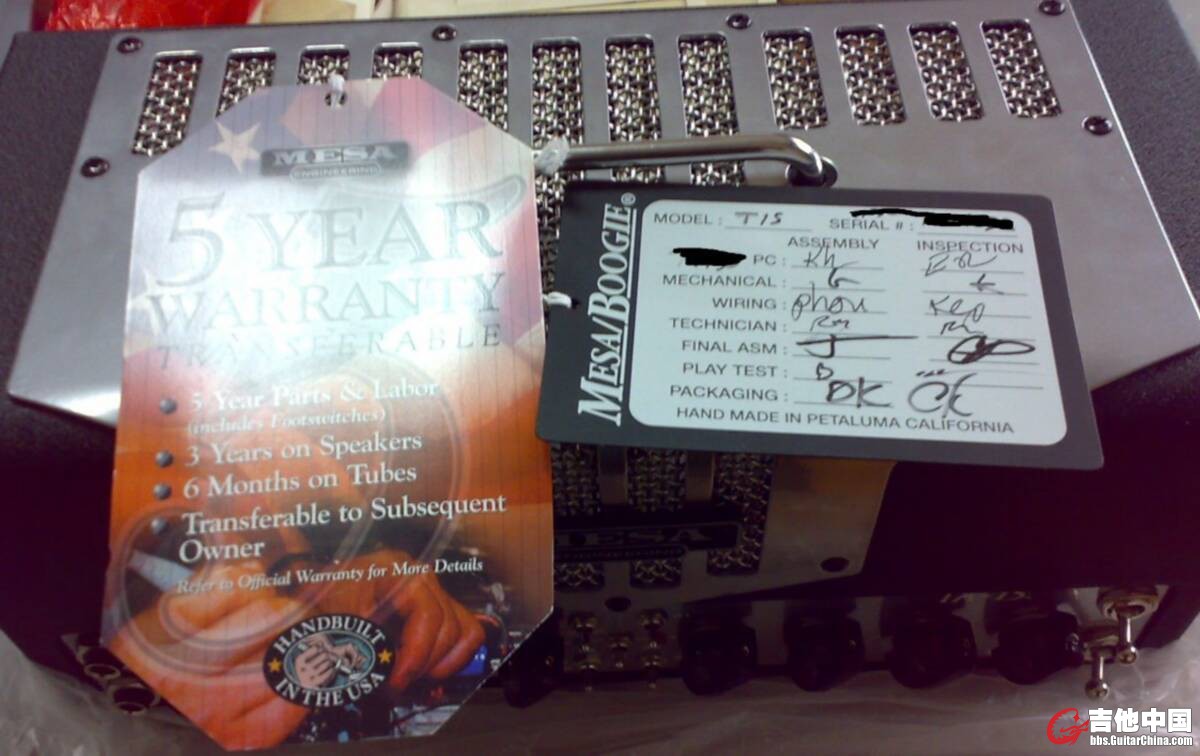 MESA
ENGINEERING
5 YEAR
WARRANTY
TRANSFERABLE
5 Year Parts & Labor
(includes Footswitches)
3 Years on Speakers
6 Months on Tubes
Transferable to Subsequent
Owner
Refer to Official Warranty for More Details
HANDBUILT
IN THE USA
MESA/BOOGIE®
MODEL : T15 SERIAL # :
ASSEMBLY INSPECTION
PC :
MECHANICAL :
WIRING :
TECHNICIAN :
FINAL ASM :
PLAY TEST : B
PACKAGING : DK
HAND MADE IN PETALUMA CALIFORNIA
MESA
ENGINEERING
吉他中国
bbs.GuitarChina.com